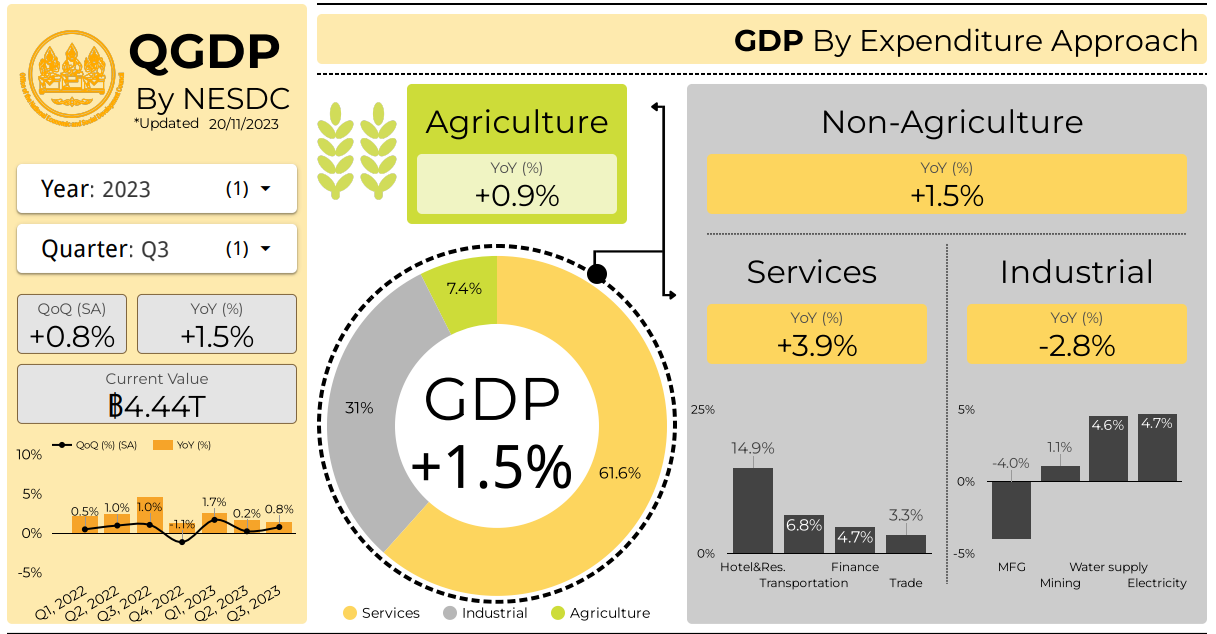 QGDP
By NESDC
*Updated 20/11/2023
Year: 2023 (1)
Quarter: Q3 (1)
QoQ (SA)
+0.8%
YoY (%)
+1.5%
Current Value
฿4.44T
QoQ (%) (SA) YoY (%)
10%
5%
0%
-5%
0.5% 1.0% 1.0% -1.1% 1.7% 0.2% 0.8%
Q1, 2022 Q2, 2022 Q3, 2022 Q4, 2022 Q1, 2023 Q2, 2023 Q3, 2023
GDP By Expenditure Approach
Agriculture
YoY (%)
+0.9%
7.4%
31%
61.6%
GDP
+1.5%
Services Industrial Agriculture
Non-Agriculture
YoY (%)
+1.5%
Services
YoY (%)
+3.9%
25%
0%
14.9% 6.8% 4.7% 3.3%
Hotel&Res. Finance
Transportation Trade
Industrial
YoY (%)
-2.8%
5%
0%
-5%
-4.0% 1.1% 4.6% 4.7%
MFG Water supply
Mining Electricity